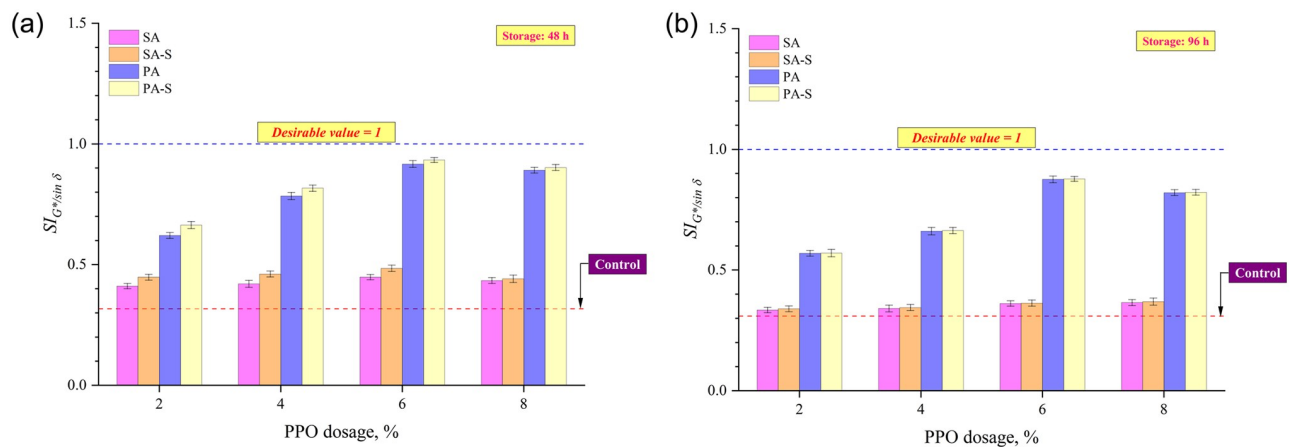 (a)
Storage: 48 h
SA
SA-S
PA
PA-S
Desirable value = 1
Control
1.5
1.0
0.5
0.0
SI G*/sin δ
2 4 6 8
PPO dosage, %
(b)
Storage: 96 h
SA
SA-S
PA
PA-S
Desirable value = 1
Control
1.5
1.0
0.5
0.0
SI G*/sin δ
2 4 6 8
PPO dosage, %